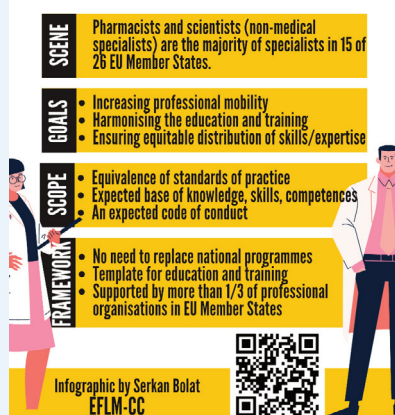 SCENE
Pharmacists and scientists (non-medical
specialists) are the majority of specialists in 15 of
26 EU Member States.
GOALS
• Increasing professional mobility
• Harmonising the education and training
• Ensuring equitable distribution of skills/expertise
SCOPE
• Equivalence of standards of practice
• Expected base of knowledge, skills, competences
• An expected code of conduct
FRAMEWORK
• No need to replace national programmes
• Template for education and training
• Supported by more than 1/3 of professional
organisations in EU Member States
Infographic by Serkan Bolat
EFLM-CC